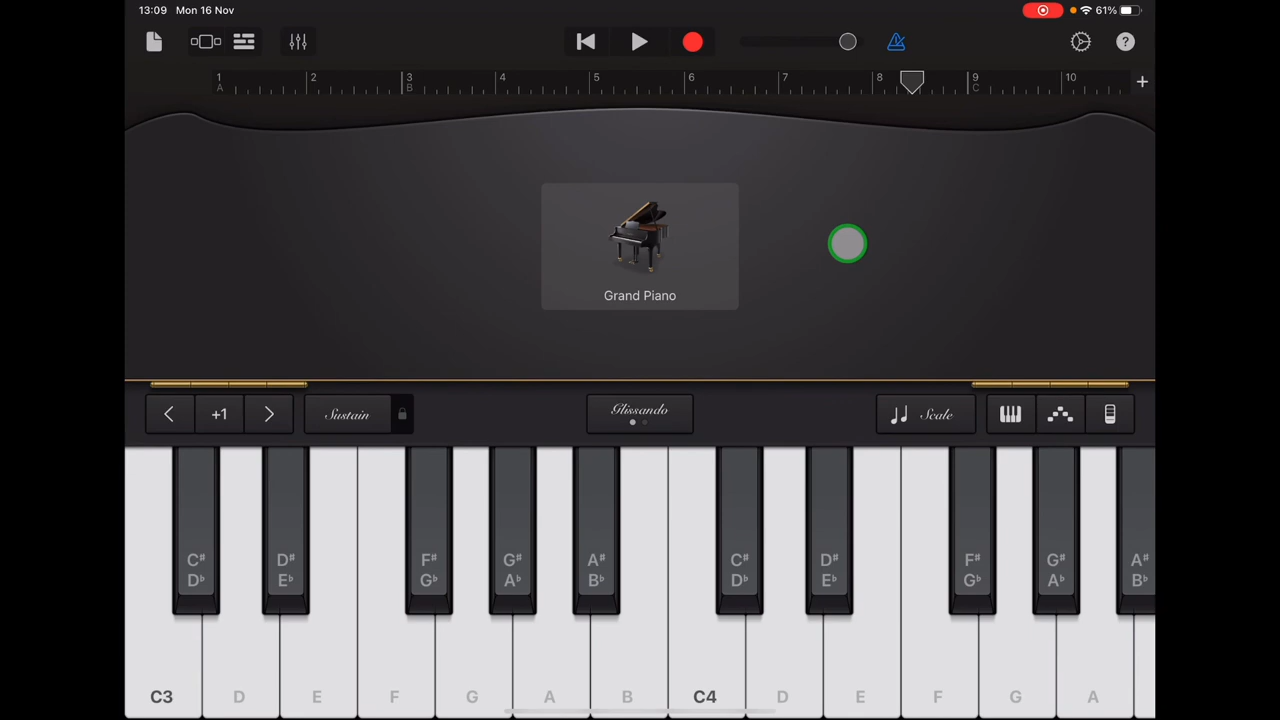 13:09 Mon 16 Nov 61%
1 2 3 4 5 6 7 8 9 10 +
A B C
Grand Piano
+1 Sustain Glissando Scale
C♯ D♯ F♯ G♯ A♯ C♯ D♯ F♯ G♯ A♯
D♭ E♭ G♭ A♭ B♭ D♭ E♭ G♭ A♭ B♭
C3 D E F G A B C4 D E F G A